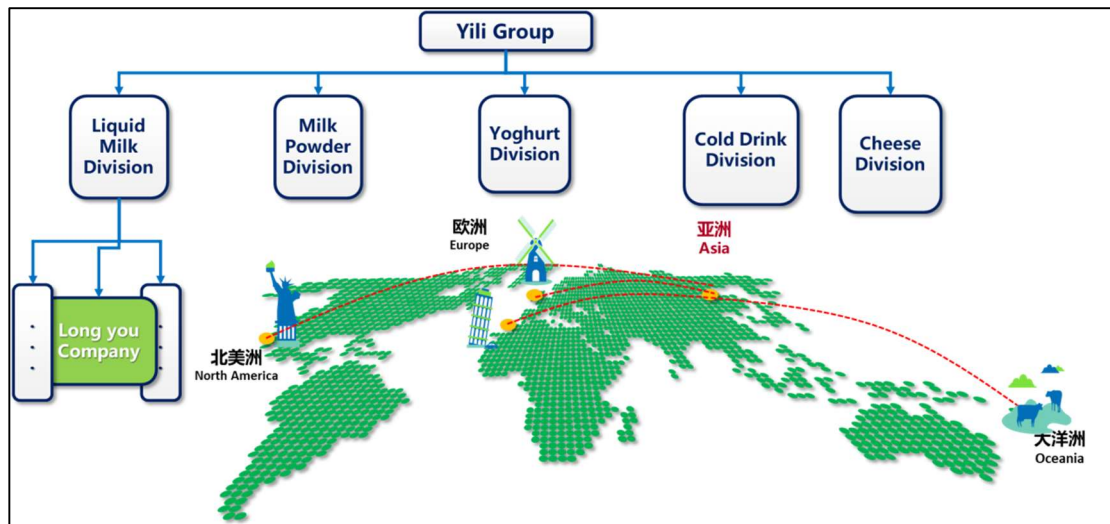 Yili Group
Liquid
Milk
Division
Milk
Powder
Division
Yoghurt
Division
Cold Drink
Division
Cheese
Division
欧洲
Europe
亚洲
Asia
Long you
Company
北美洲
North America
大洋洲
Oceania